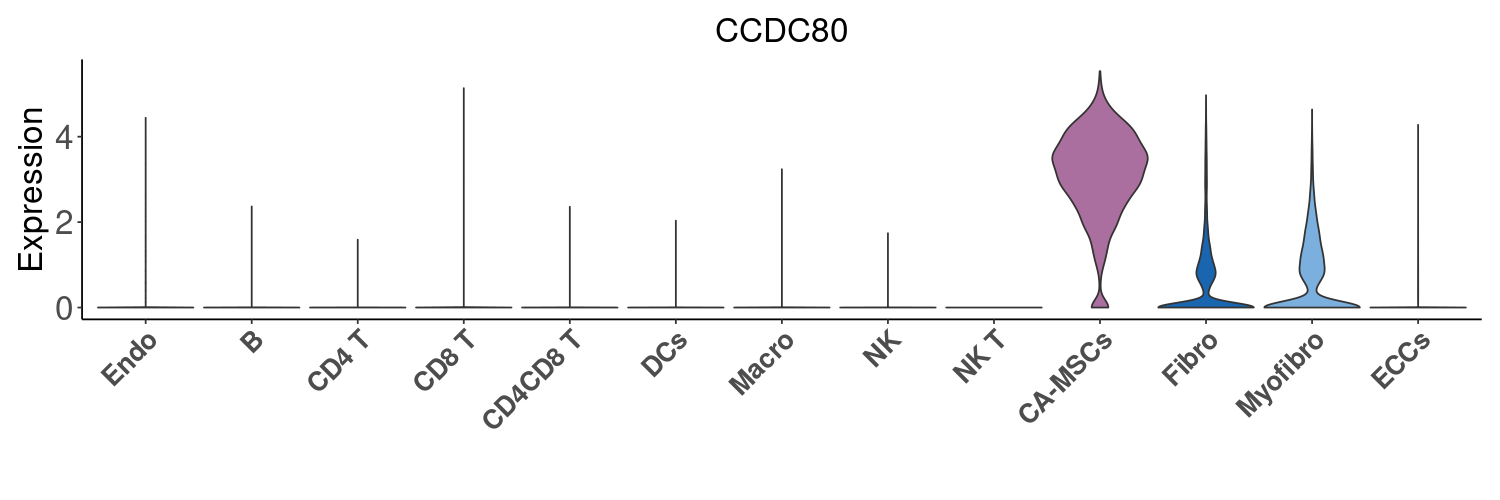 CCDC80
Expression
4
2
0
Endo
B
CD4 T
CD8 T
CD4CD8 T
DCs
Macro
NK
NK T
CA-MSCs
Fibro
Myofibro
ECCs